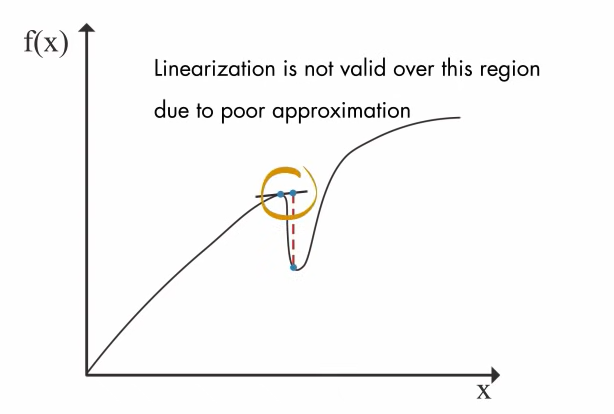 f(x)
Linearization is not valid over this region
due to poor approximation
x